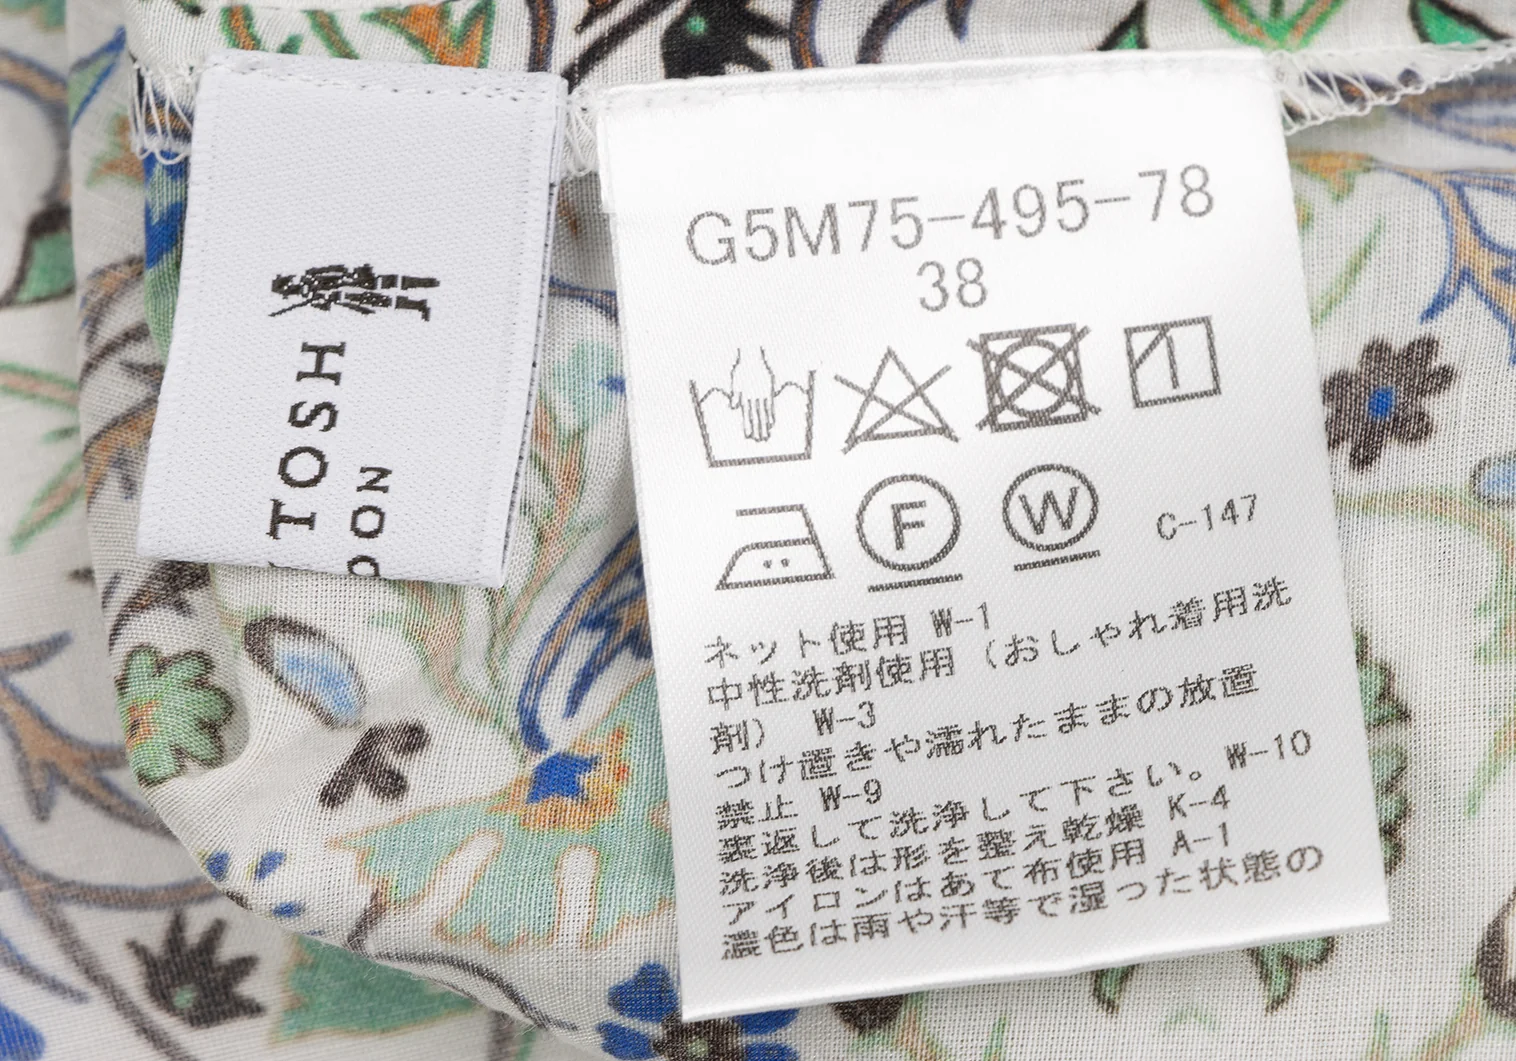 TOSH
DON
G5M75-495-78
38
F
W
C-147
ネット使用 W-1
中性洗剤使用（おしゃれ着用洗
剤） W-3
つけ置きや濡れたままの放置
禁止 W-9
裏返して洗浄して下さい。W-10
洗浄後は形を整え乾燥 K-4
アイロンはあて布使用 A-1
濃色は雨や汗等で湿った状態の